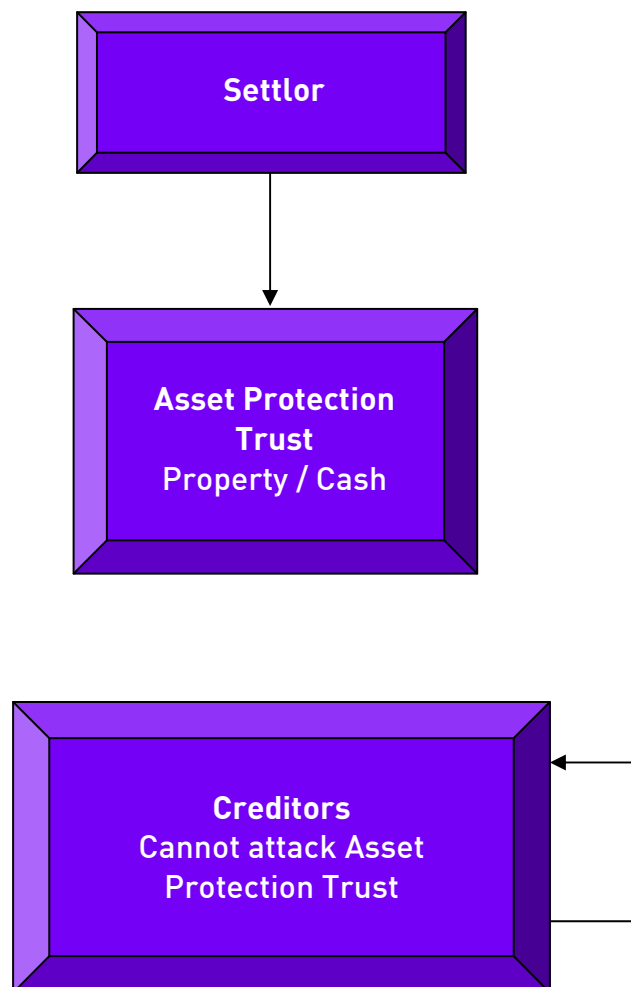 Settlor
Asset Protection
Trust
Property / Cash
Creditors
Cannot attack Asset
Protection Trust